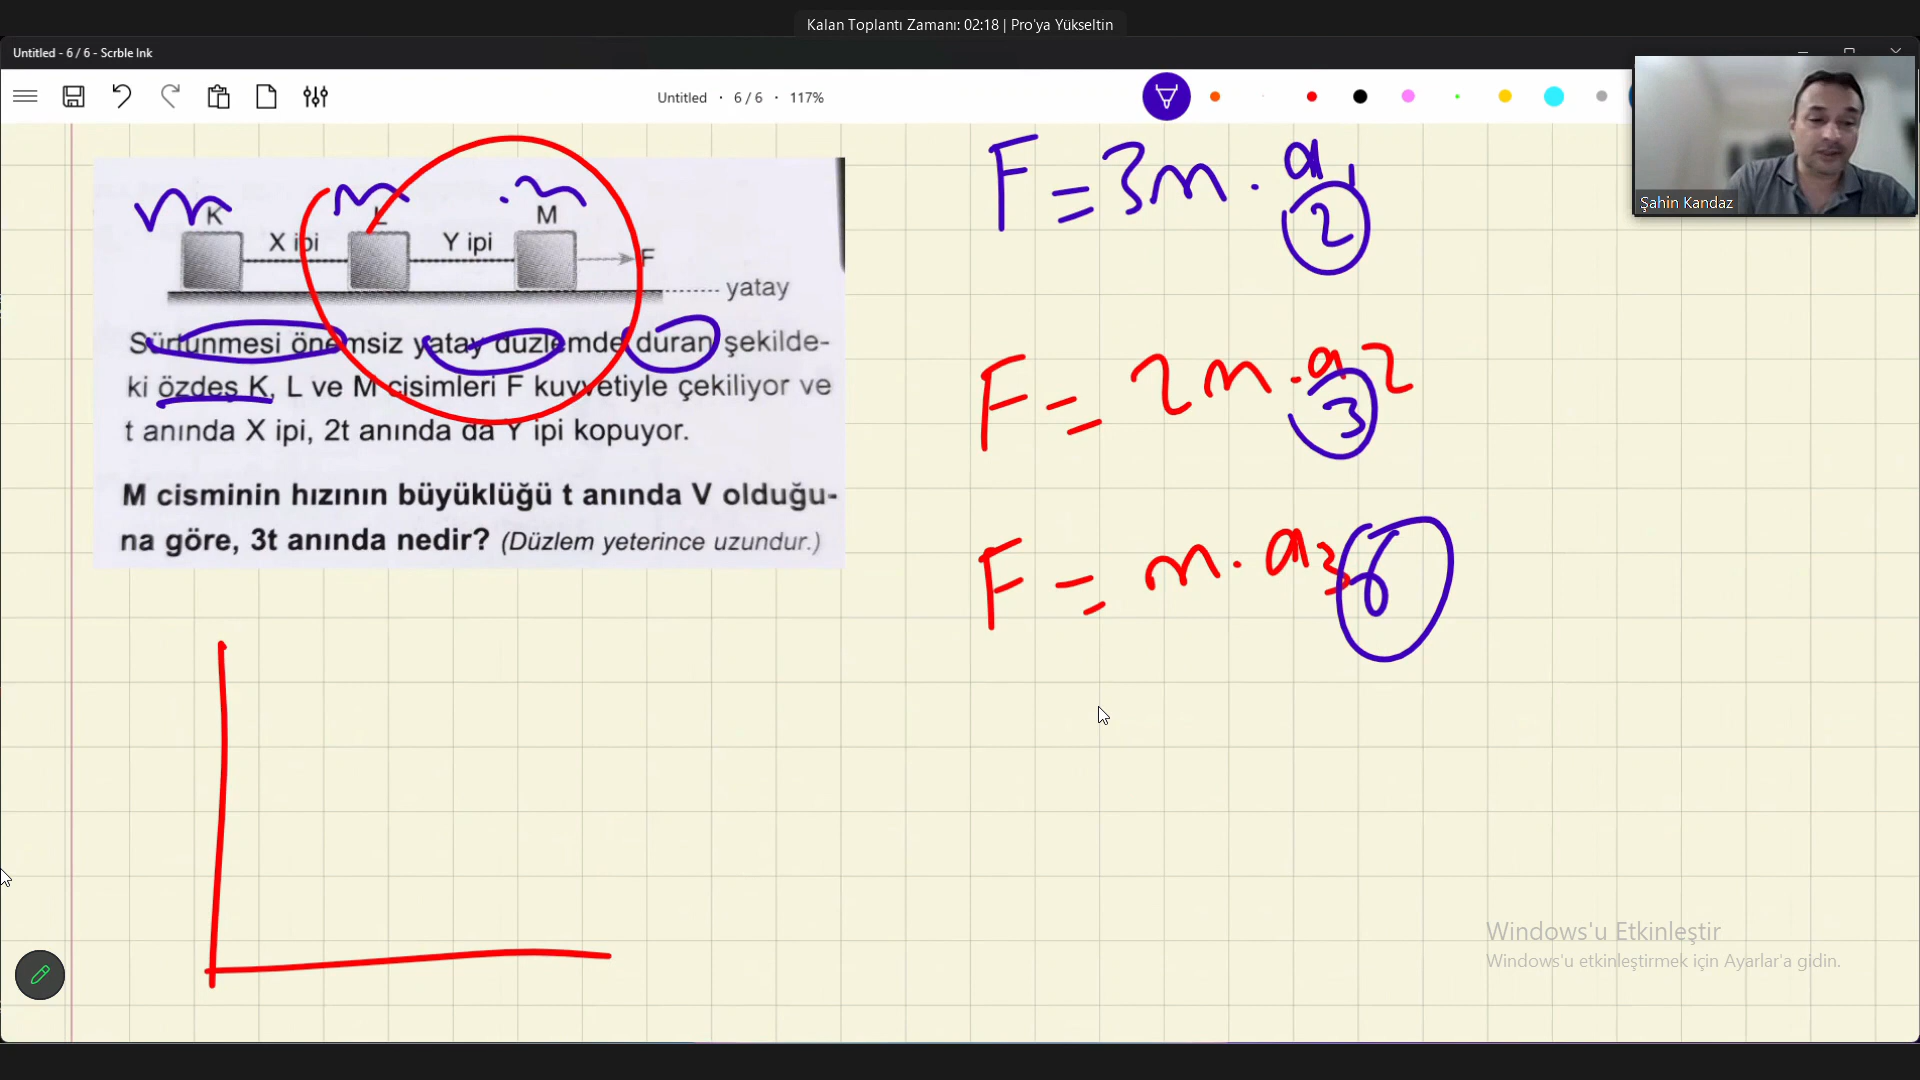 Kalan Toplantı Zamanı: 02:18 | Pro'ya Yükseltin
Untitled - 6 / 6 - Scrble Ink
Untitled · 6 / 6 · 117%
Şahin Kandaz
m m m
K L M
X ipi Y ipi F
yatay
Sürtünmesi önemsiz yatay düzlemde duran şekilde-
ki özdeş K, L ve M cisimleri F kuvvetiyle çekiliyor ve
t anında X ipi, 2t anında da Y ipi kopuyor.
M cisminin hızının büyüklüğü t anında V olduğu-
na göre, 3t anında nedir? (Düzlem yeterince uzundur.)
F = 3m . a1
2
F = 2m . a2
3
F = m . a3
6
Windows'u Etkinleştir
Windows'u etkinleştirmek için Ayarlar'a gidin.